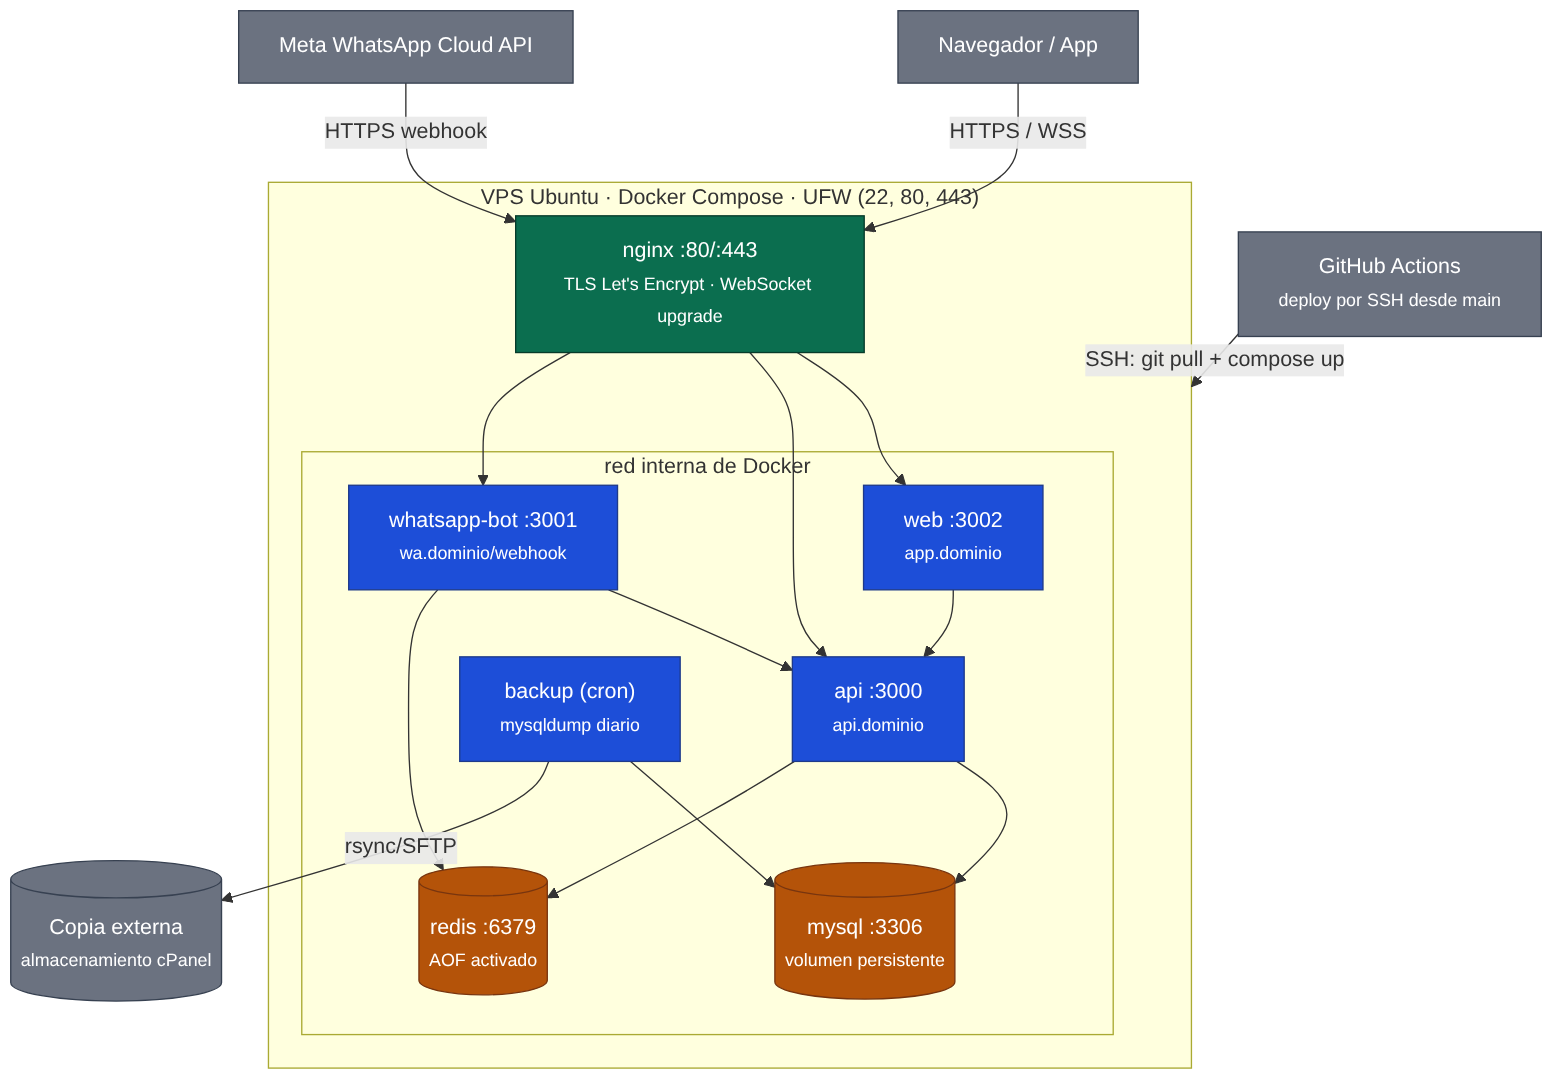 Meta WhatsApp Cloud API
Navegador / App
HTTPS webhook
HTTPS / WSS
VPS Ubuntu · Docker Compose · UFW (22, 80, 443)
nginx :80/:443
TLS Let's Encrypt · WebSocket
upgrade
GitHub Actions
deploy por SSH desde main
SSH: git pull + compose up
red interna de Docker
whatsapp-bot :3001
wa.dominio/webhook
web :3002
app.dominio
backup (cron)
mysqldump diario
api :3000
api.dominio
rsync/SFTP
Copia externa
almacenamiento cPanel
redis :6379
AOF activado
mysql :3306
volumen persistente